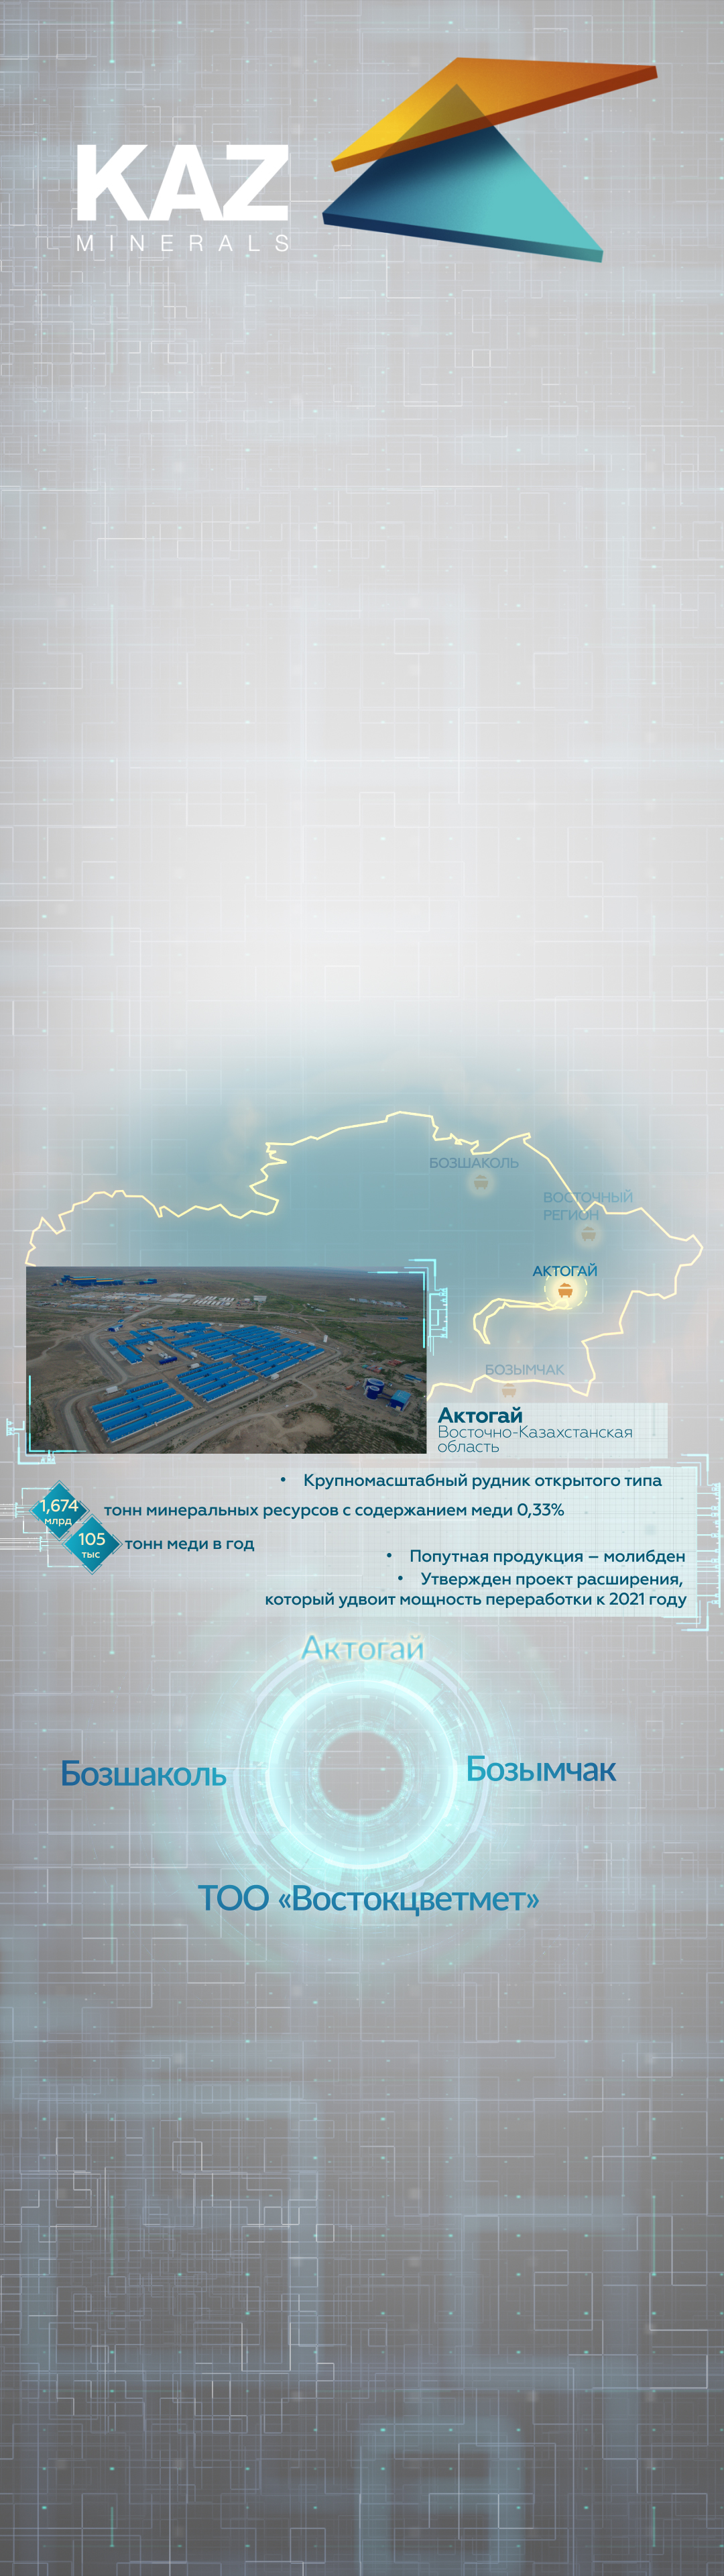 KAZ
MINERALS
БОЗШАКОЛЬ
ВОСТОЧНЫЙ
РЕГИОН
АКТОГАЙ
БОЗЫМЧАК
Актогай
Восточно-Казахстанская
область
• Крупномасштабный рудник открытого типа
1,674
млрд
тонн минеральных ресурсов с содержанием меди 0,33%
105
тыс
тонн меди в год
• Попутная продукция – молибден
• Утвержден проект расширения,
который удвоит мощность переработки к 2021 году
Актогай
Бозшаколь
Бозымчак
ТОО «Востокцветмет»